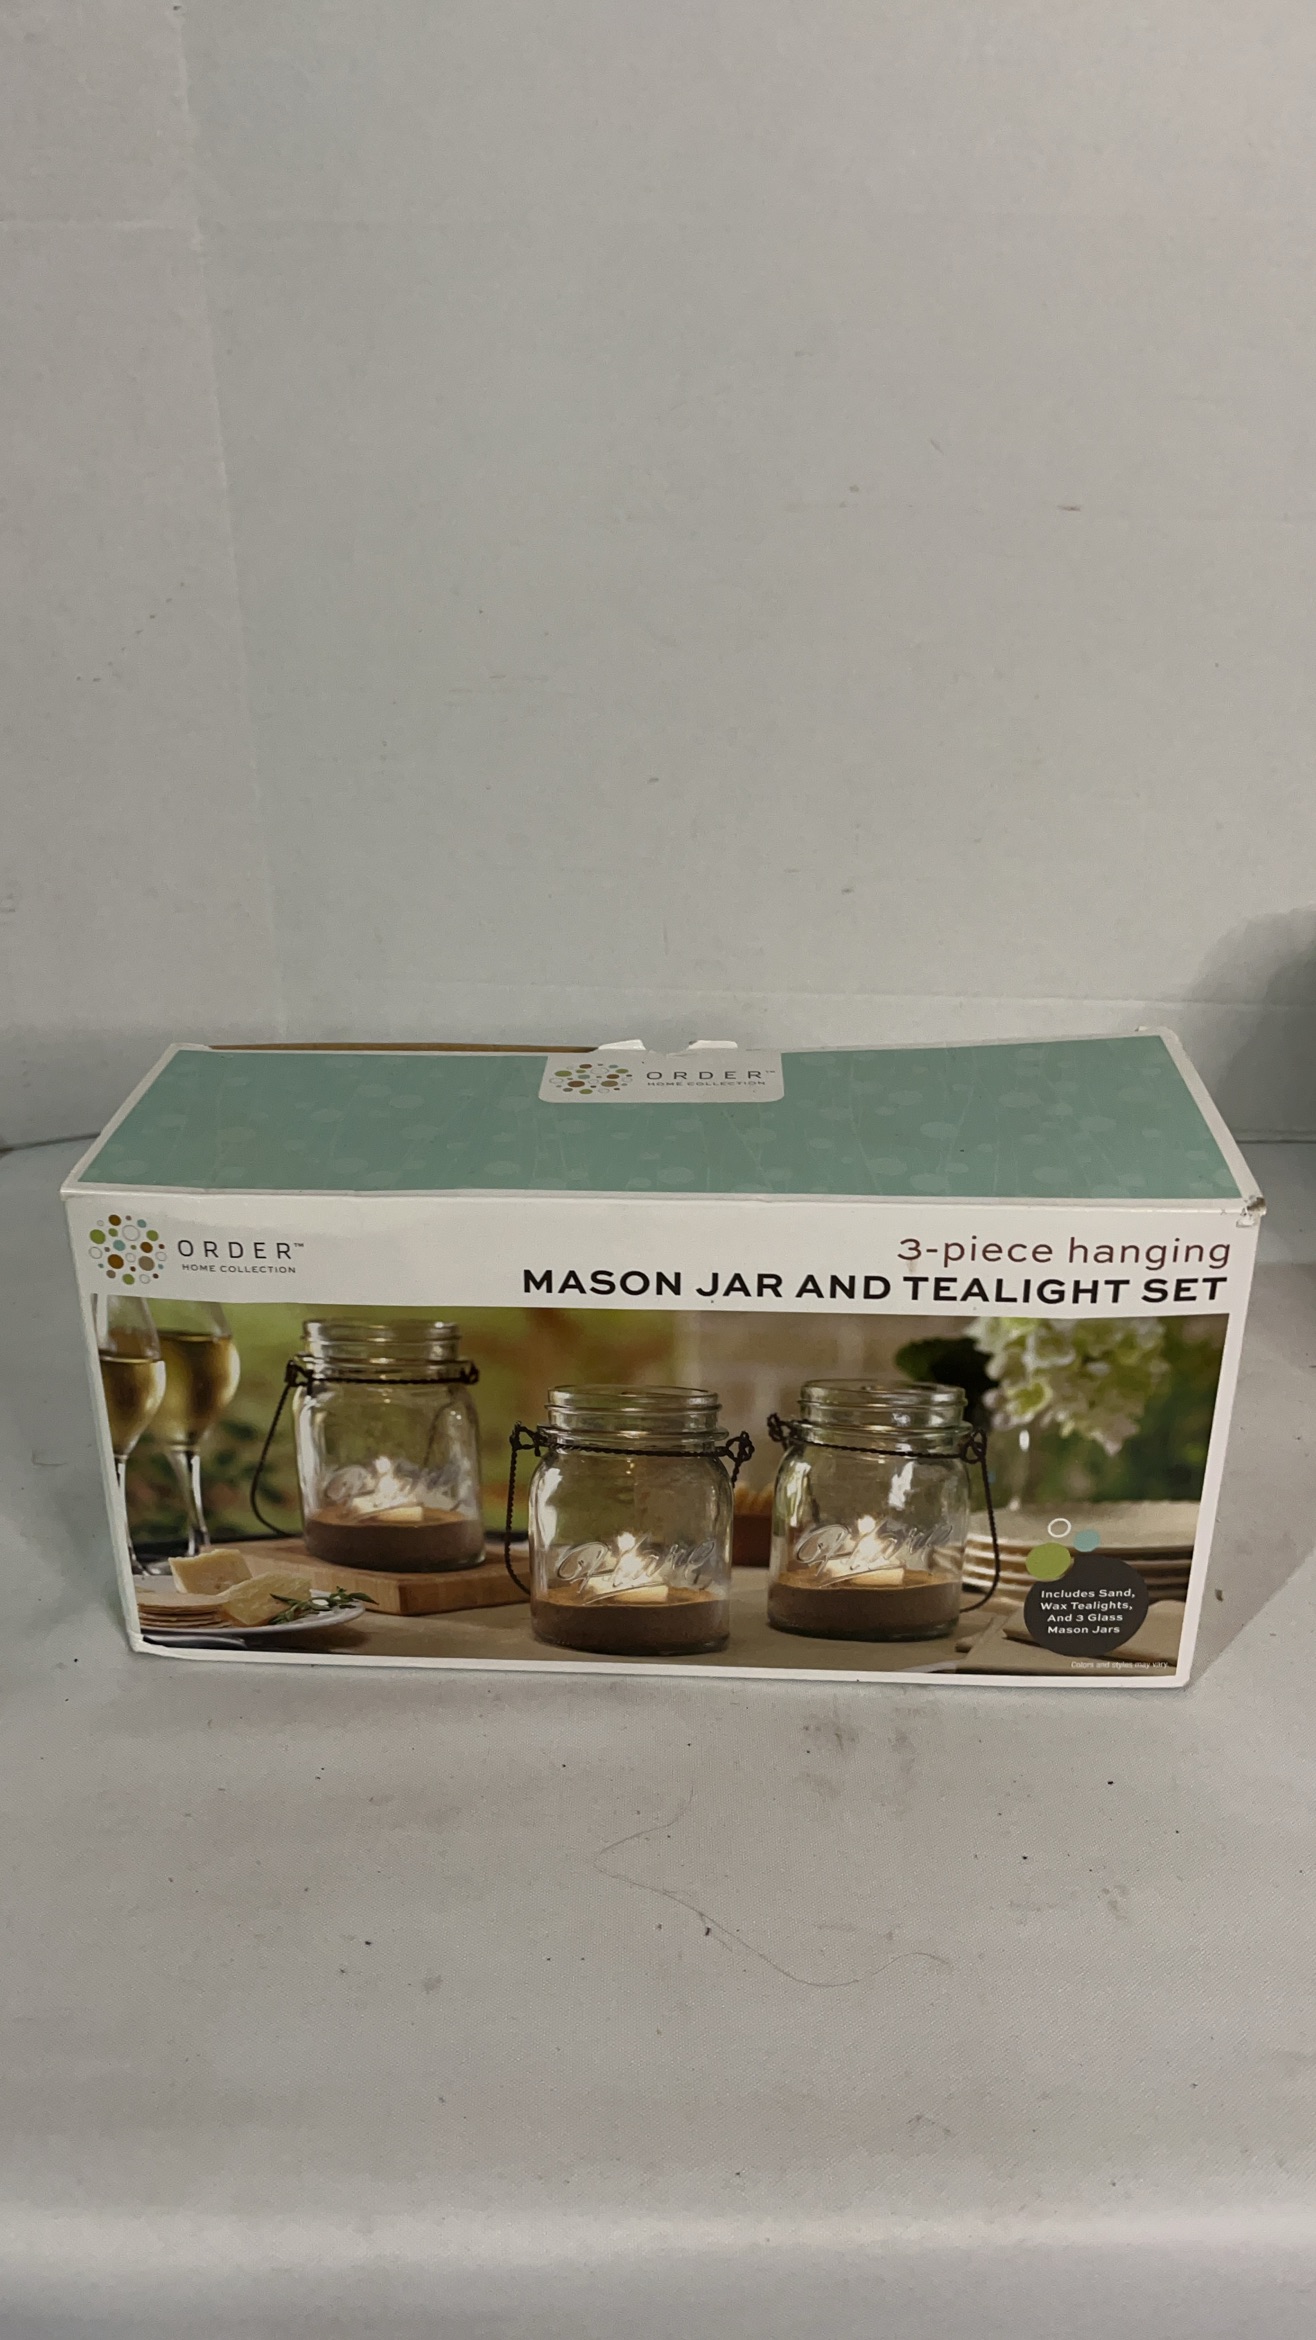 ORDER™
HOME COLLECTION
ORDER™
HOME COLLECTION
3-piece hanging
MASON JAR AND TEALIGHT SET
Includes Sand,
Wax Tealights,
And 3 Glass
Mason Jars
Colors and styles may vary.